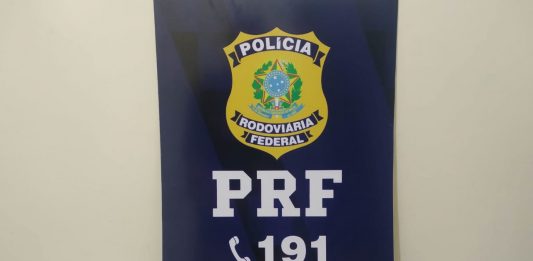 POLÍCIA
RODOVIÁRIA
FEDERAL
PRF
191